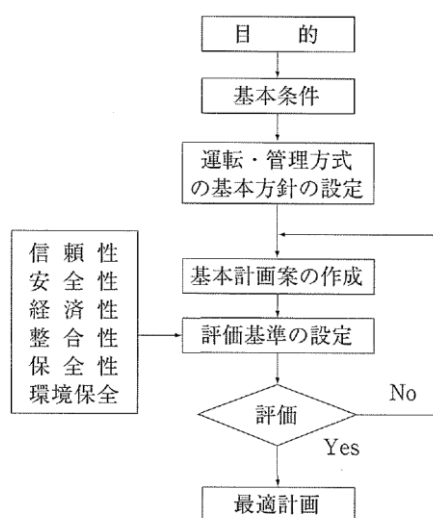 目　的
基本条件
運転・管理方式
の基本方針の設定
基本計画案の作成
信頼性
安全性
経済性
整合性
保全性
環境保全
評価基準の設定
評価
No
Yes
最適計画